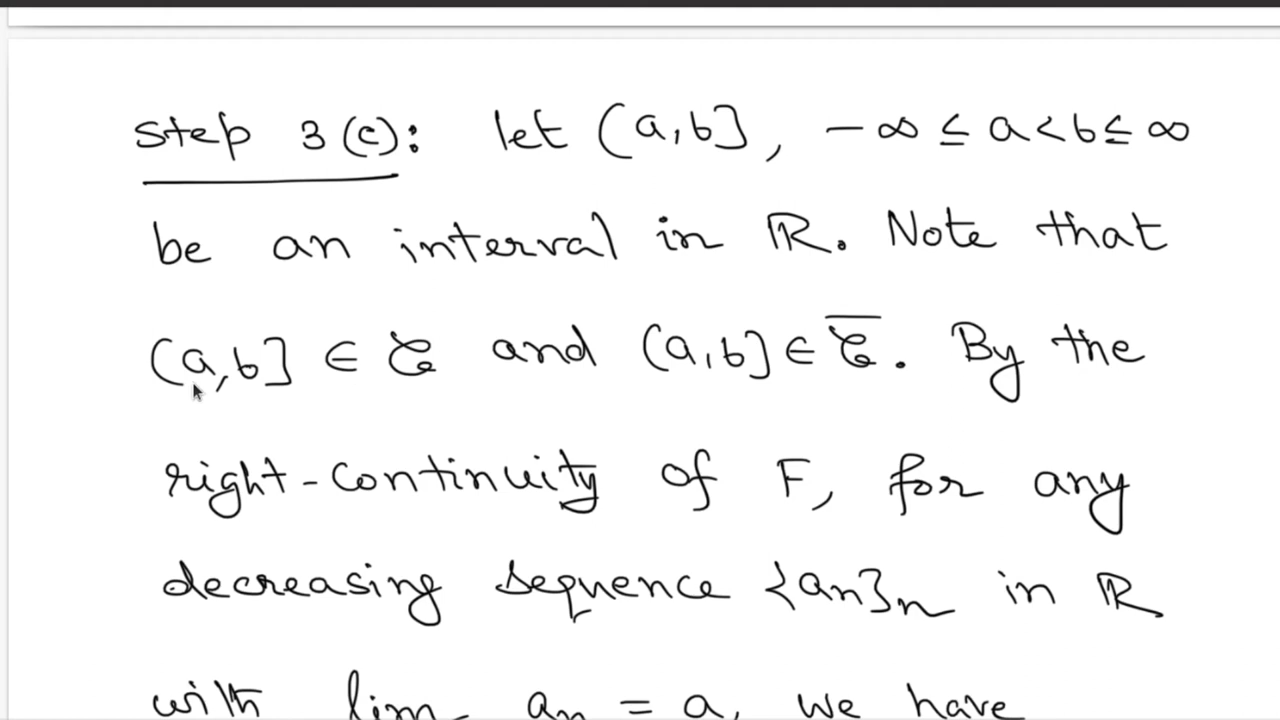 Step 3(c): let (a,b], -∞ ≤ a < b ≤ ∞
be an interval in ℝ. Note that
(a,b] ∈ 𝒞 and (a,b] ∈ 𝒞̅. By the
right-continuity of F, for any
decreasing sequence {an}n in ℝ
with lim an = a, we have